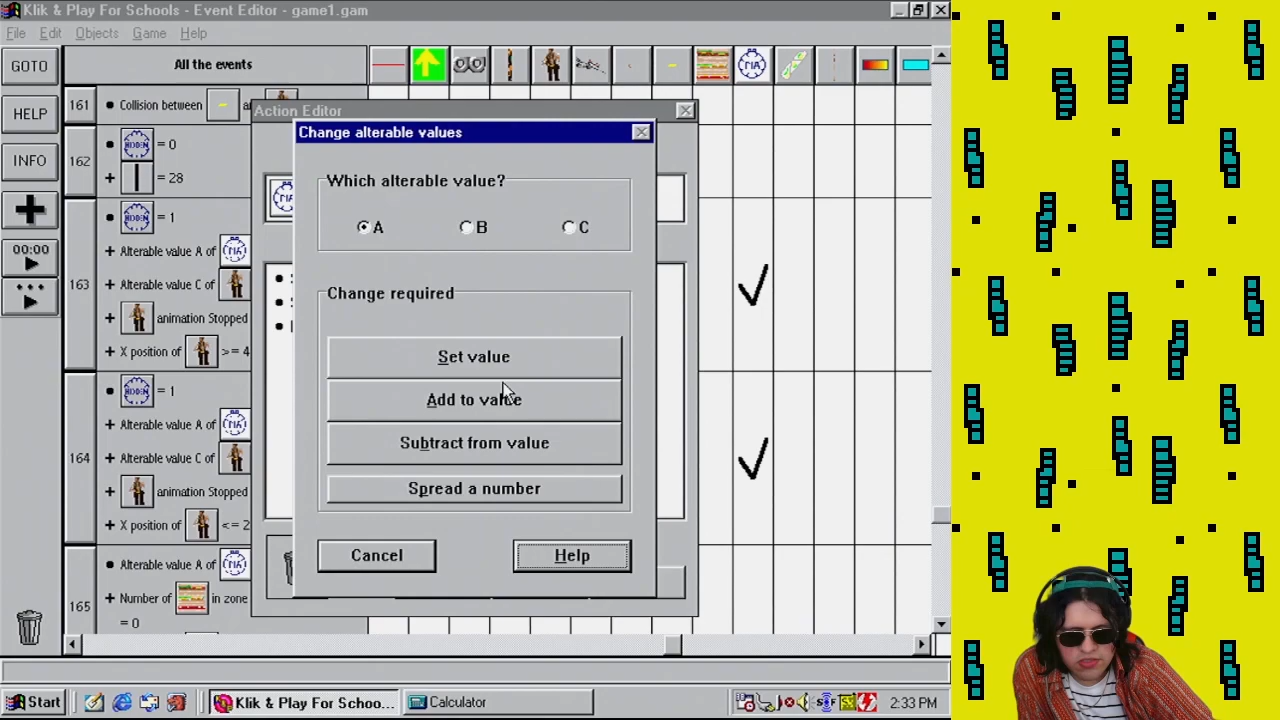 Klik & Play For Schools - Event Editor - game1.gam
File Edit Objects Game Help
GOTO
All the events
HELP
INFO
00:00
161
Collision between
162
= 0
+ = 28
163
= 1
+ Alterable value A of
+ Alterable value C of
+ animation Stopped
+ X position of >= 4
164
= 1
+ Alterable value A of
+ Alterable value C of
+ animation Stopped
+ X position of <= 2
165
Alterable value A of
+ Number of in zone
= 0
Action Editor
Change alterable values
Which alterable value?
A B C
Change required
Set value
Add to value
Subtract from value
Spread a number
Cancel Help
Start
Klik & Play For Schoo...
Calculator
2:33 PM